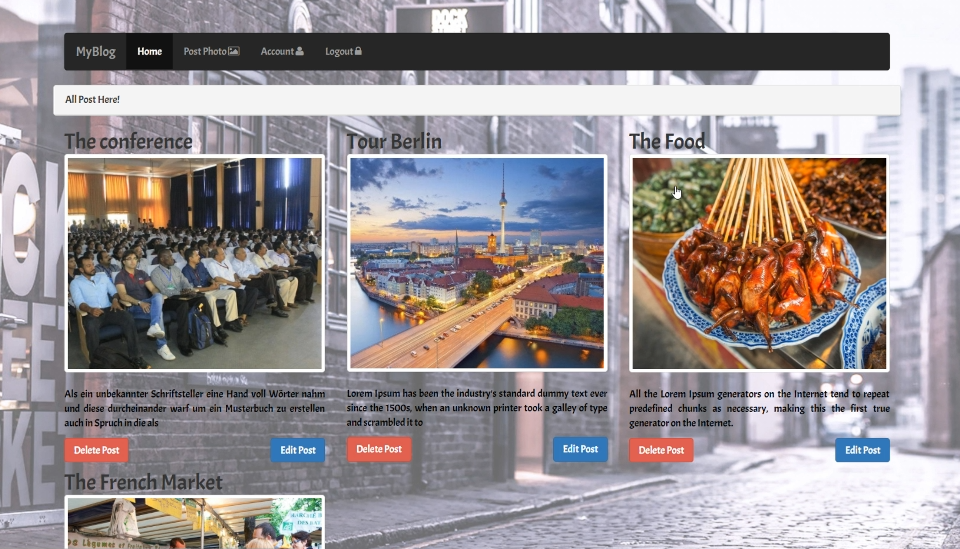 ROCK
MyBlog Home Post Photo Account Logout
All Post Here!
The conference
Als ein unbekannter Schriftsteller eine Hand voll Wörter nahm
und diese durcheinander warf um ein Musterbuch zu erstellen
auch in Spruch in die als
Delete Post Edit Post
Tour Berlin
Lorem Ipsum has been the industry's standard dummy text ever
since the 1500s, when an unknown printer took a galley of type
and scrambled it to
Delete Post Edit Post
The Food
All the Lorem Ipsum generators on the Internet tend to repeat
predefined chunks as necessary, making this the first true
generator on the Internet.
Delete Post Edit Post
The French Market